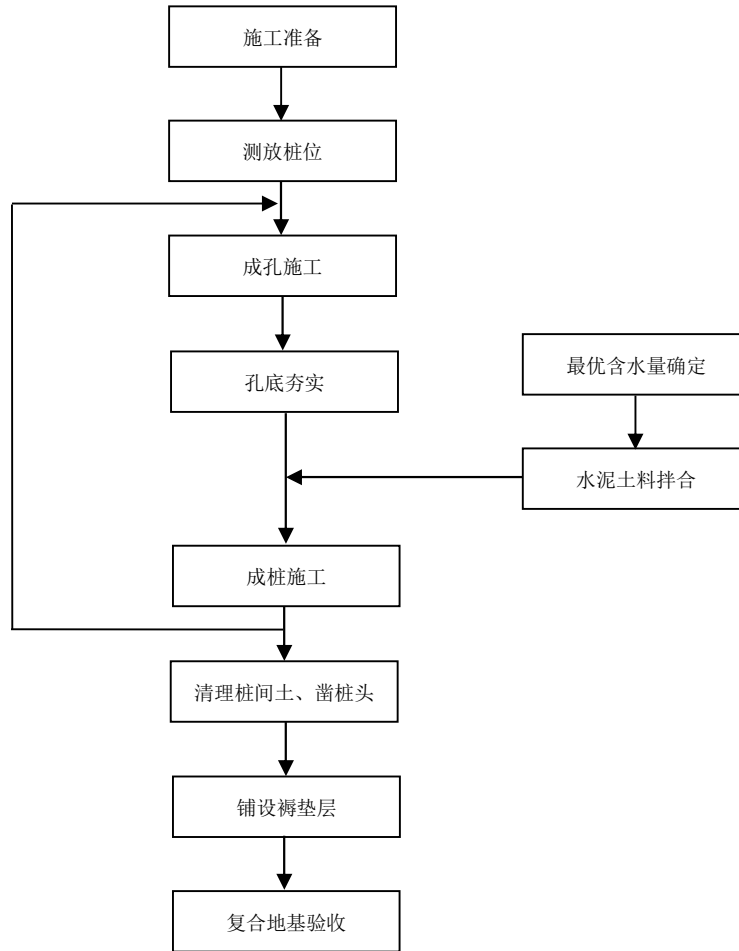 施工准备
测放桩位
成孔施工
孔底夯实
最优含水量确定
水泥土料拌合
成桩施工
清理桩间土、凿桩头
铺设褥垫层
复合地基验收